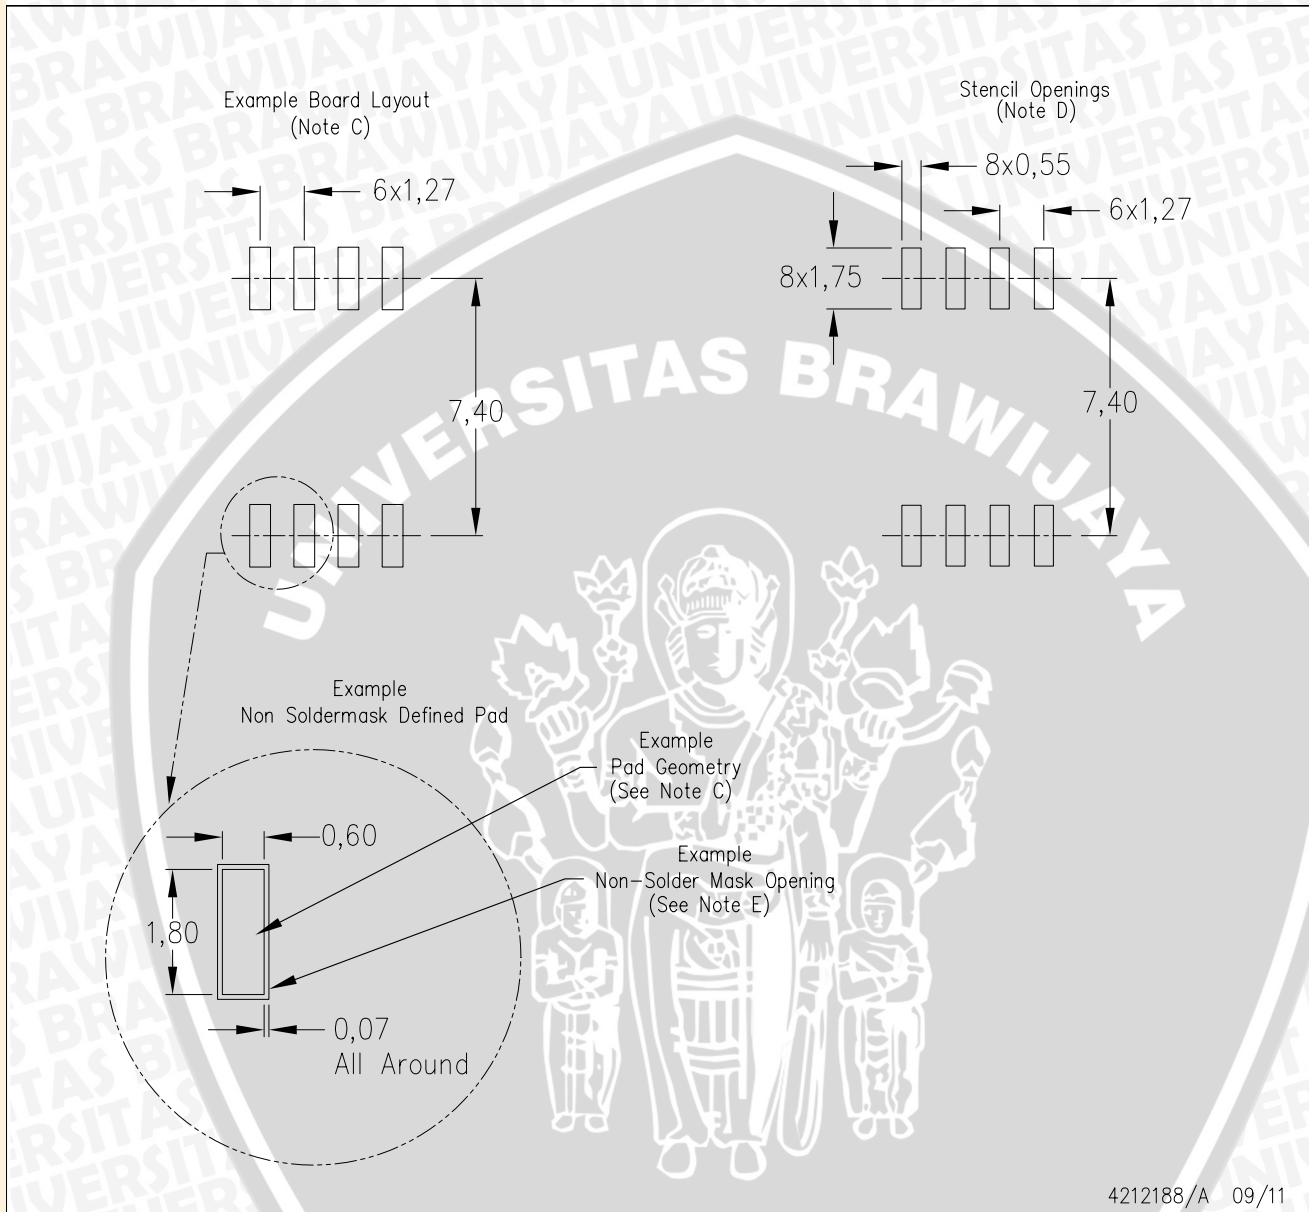 Example Board Layout
(Note C)
6x1,27
7,40
Stencil Openings
(Note D)
8x0,55
6x1,27
8x1,75
7,40
Example
Non Soldermask Defined Pad
Example
Pad Geometry
(See Note C)
0,60
Example
Non-Solder Mask Opening
(See Note E)
1,80
0,07
All Around
UNIVERSITAS BRAWIJAYA
4212188/A 09/11